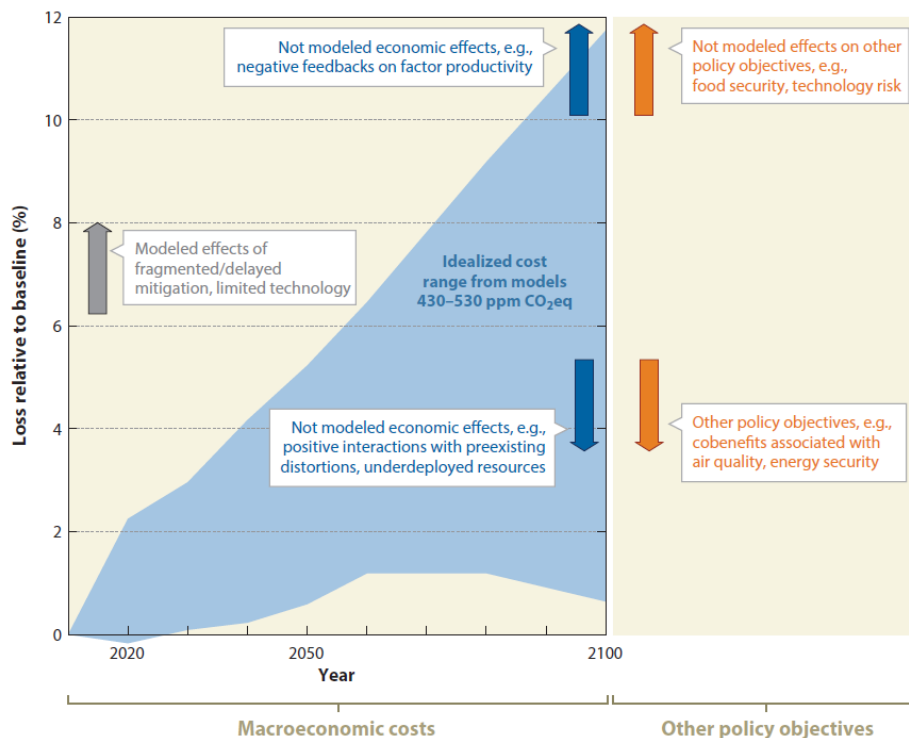 12
10
8
6
4
2
0
Loss relative to baseline (%)
Not modeled economic effects, e.g.,
negative feedbacks on factor productivity
Modeled effects of
fragmented/delayed
mitigation, limited technology
Idealized cost
range from models
430–530 ppm CO₂eq
Not modeled economic effects, e.g.,
positive interactions with preexisting
distortions, underdeployed resources
2020
2050
2100
Year
Macroeconomic costs
Not modeled effects on other
policy objectives, e.g.,
food security, technology risk
Other policy objectives, e.g.,
cobenefits associated with
air quality, energy security
Other policy objectives